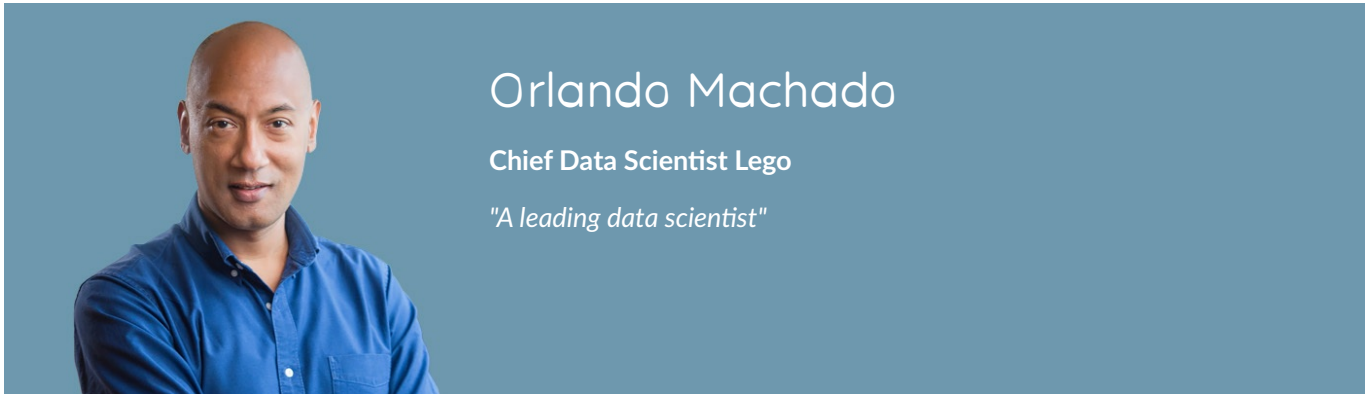 Orlando Machado
Chief Data Scientist Lego
"A leading data scientist"